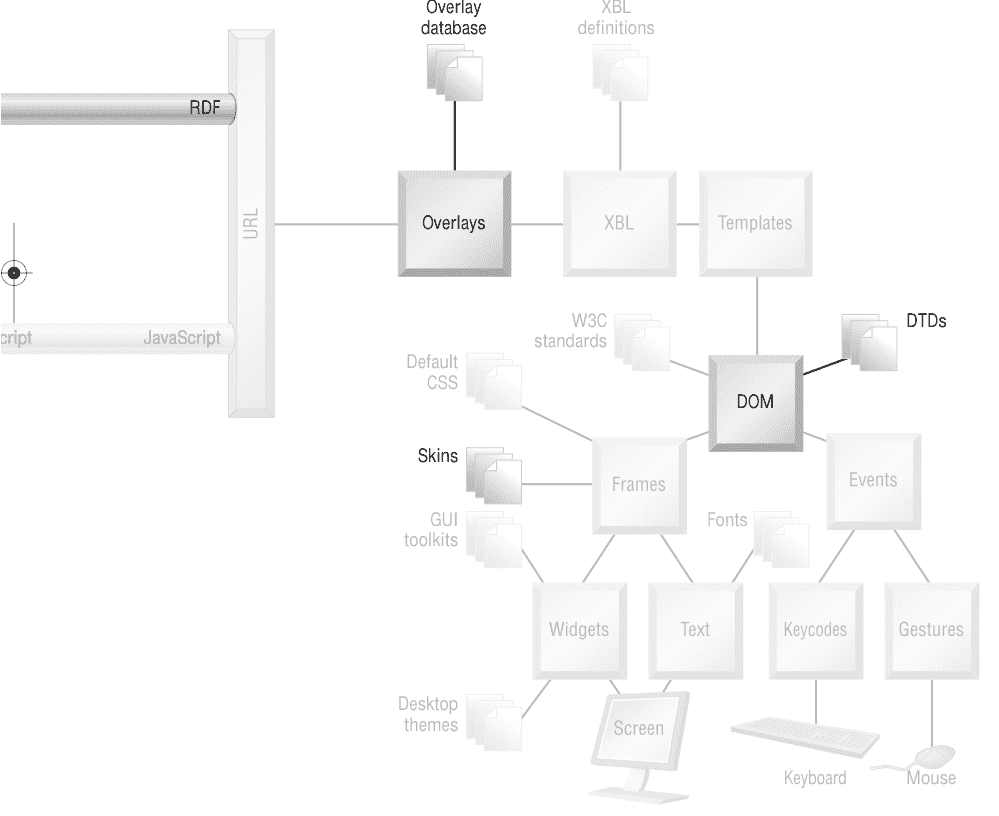 Overlay
database
XBL
definitions
RDF
URL
Overlays
XBL
Templates
cript
JavaScript
W3C
standards
DTDs
Default
CSS
DOM
Skins
Frames
Events
GUI
toolkits
Fonts
Widgets
Text
Keycodes
Gestures
Desktop
themes
Screen
Keyboard
Mouse